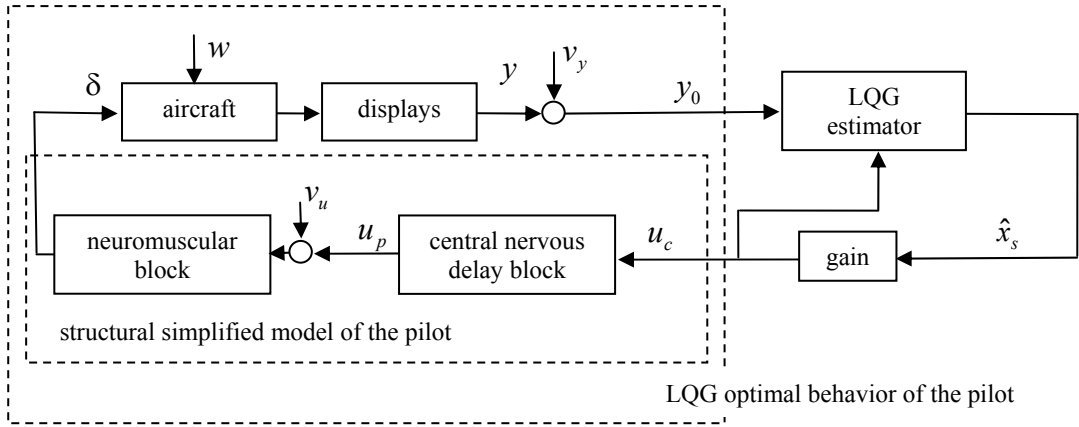 w
δ
aircraft
displays
y
v_y
y_0
LQG
estimator
v_u
neuromuscular
block
u_p
central nervous
delay block
u_c
gain
x̂_s
structural simplified model of the pilot
LQG optimal behavior of the pilot